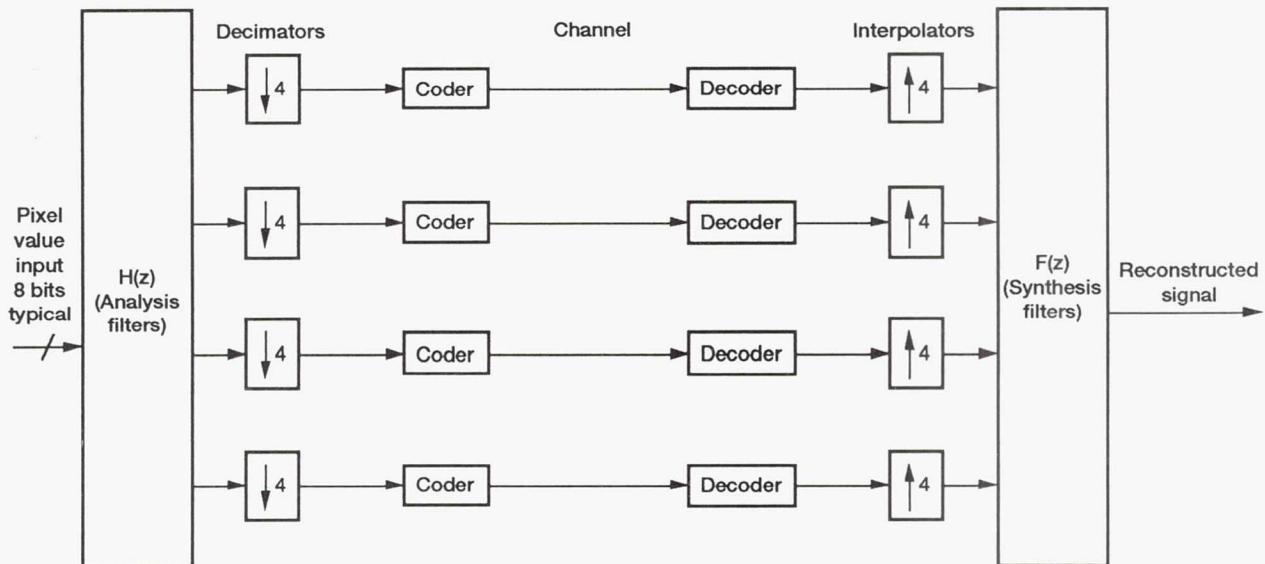 Decimators
Channel
Interpolators
4
Coder
Decoder
4
4
Coder
Decoder
4
Pixel
value
input
8 bits
typical
H(z)
(Analysis
filters)
F(z)
(Synthesis
filters)
Reconstructed
signal
4
Coder
Decoder
4
4
Coder
Decoder
4